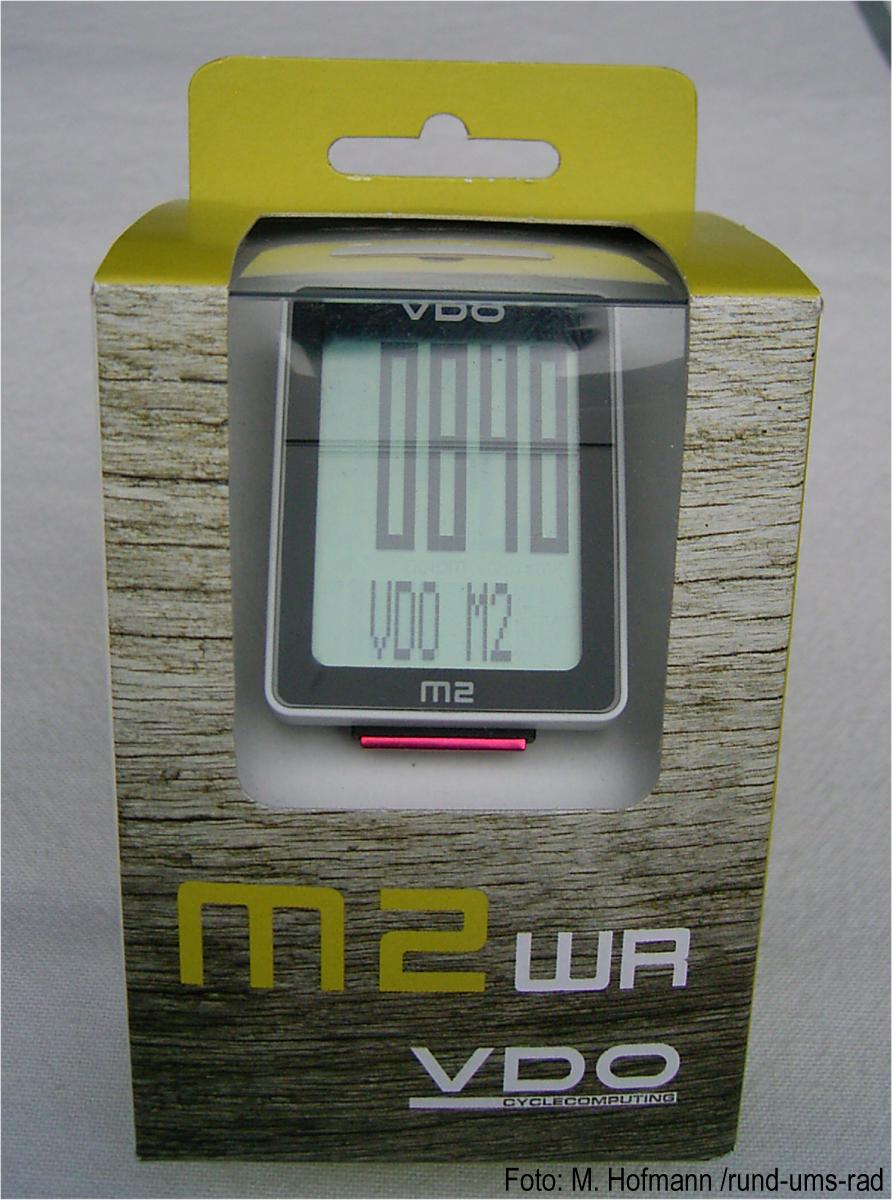 VDO
0848
VDO M2
m2
m2 WR
VDO
CYCLECOMPUTING
Foto: M. Hofmann /rund-ums-rad